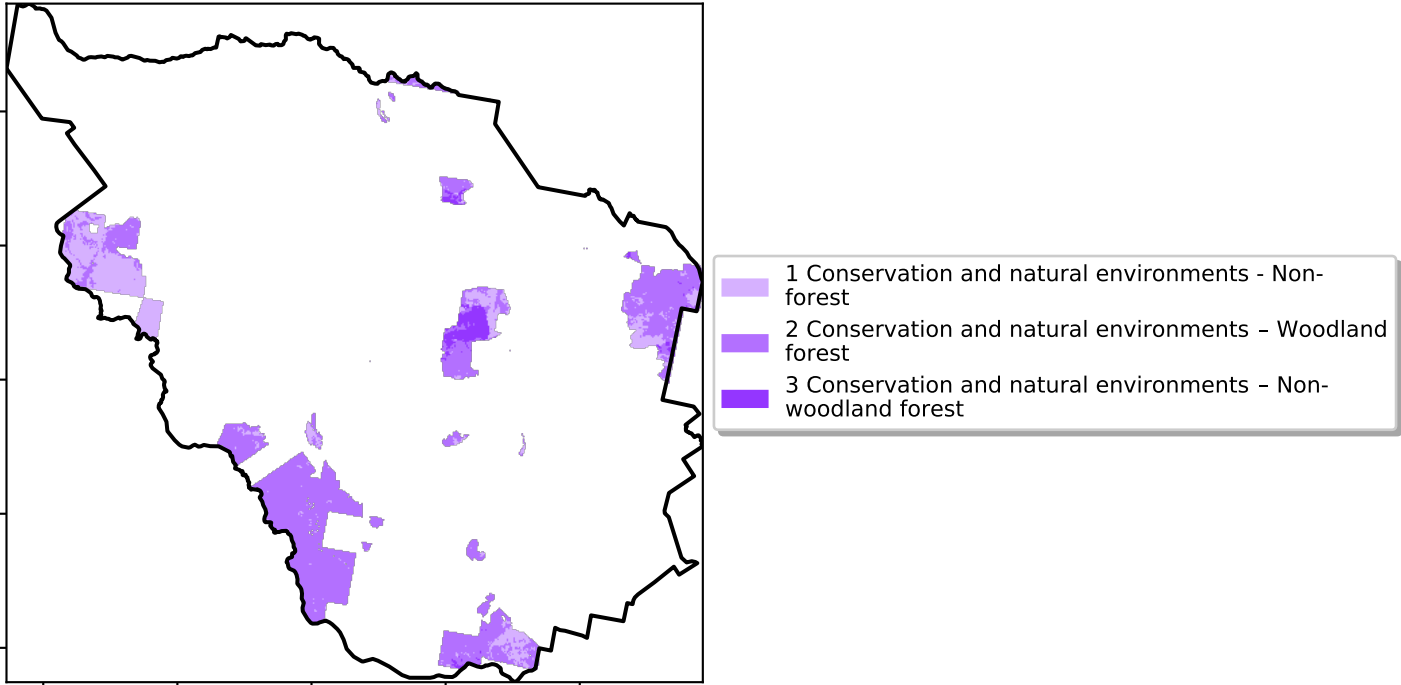 1 Conservation and natural environments - Non-
forest
2 Conservation and natural environments – Woodland
forest
3 Conservation and natural environments – Non-
woodland forest